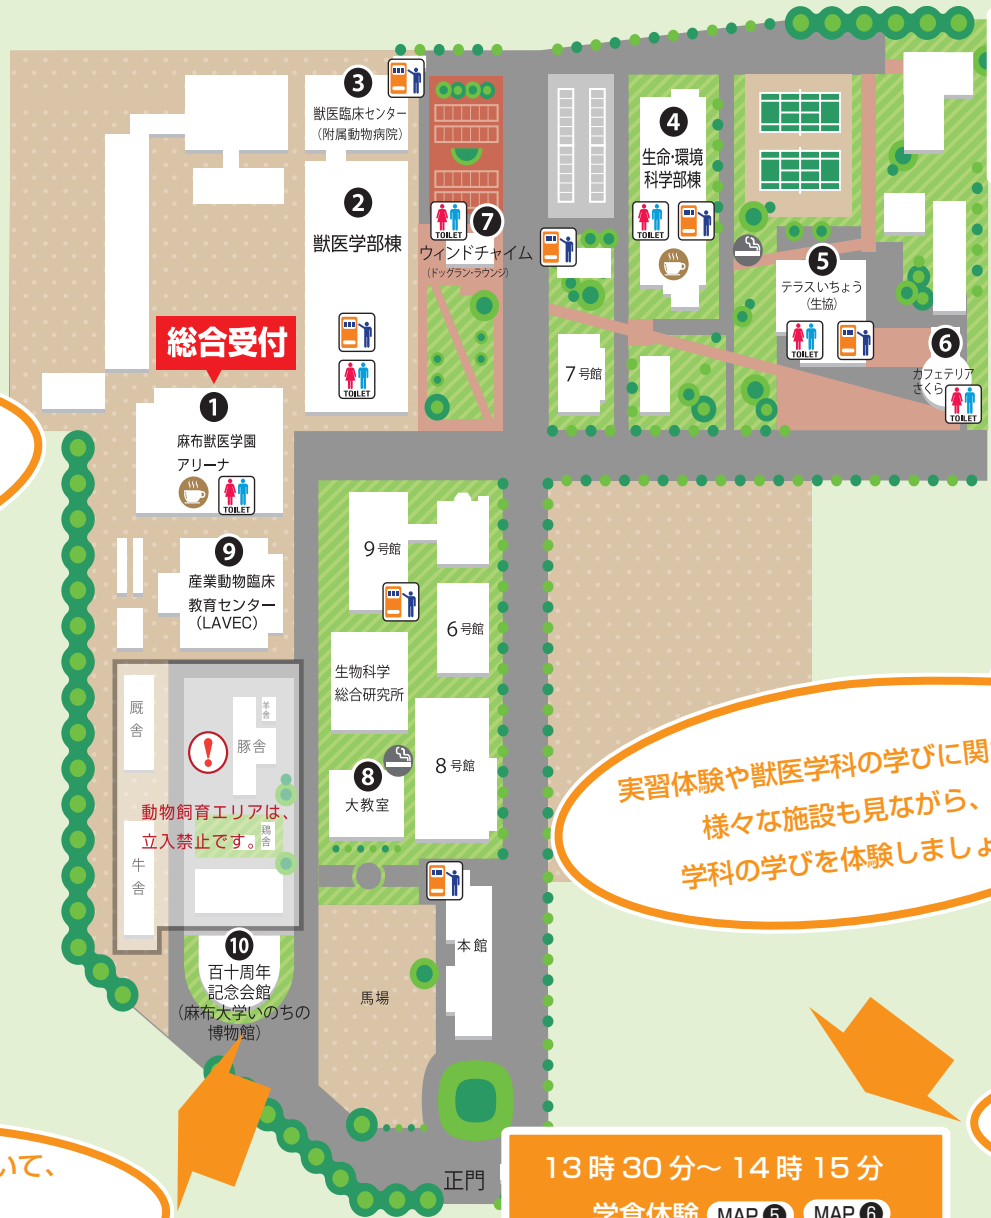 3
獣医臨床センター
(附属動物病院)
2
獣医学部棟
TOILET
7
ウィンドチャイム
(ドッグラン・ラウンジ)
TOILET
4
生命・環境
科学部棟
TOILET
5
テラスいちょう
(生協)
TOILET
6
カフェテリア
さくら
TOILET
7号館
総合受付
1
麻布獣医学園
アリーナ
TOILET
9
産業動物臨床
教育センター
(LAVEC)
9号館
6号館
生物科学
総合研究所
8号館
8
大教室
厩舎
羊舎
豚舎
!
動物飼育エリアは、
立入禁止です。
鶏舎
牛舎
10
百十周年
記念会館
(麻布大学いのちの
博物館)
馬場
本館
正門
実習体験や獣医学科の学びに関
様々な施設も見ながら、
学科の学びを体験しましょ
いて、
13時30分〜14時15分
学食体験 MAP 5 MAP 6